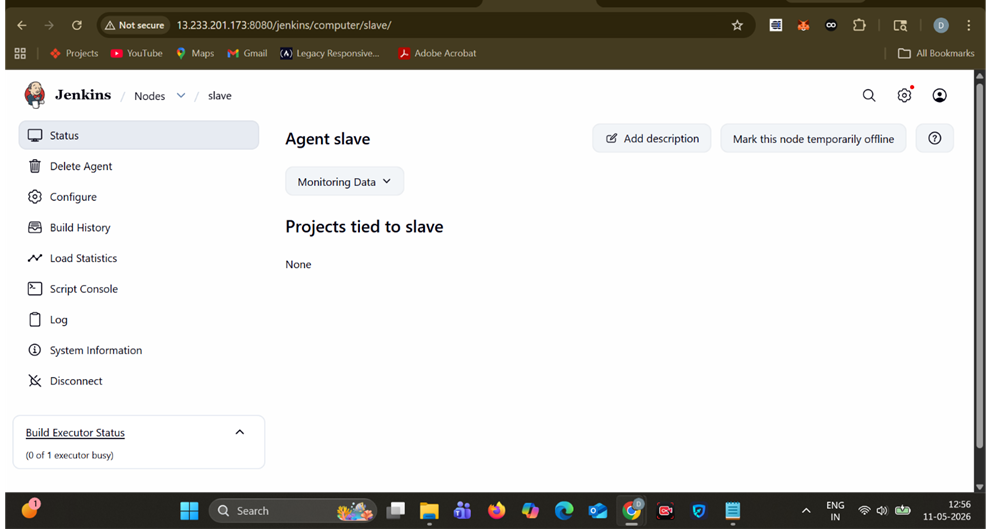 Not secure
13.233.201.173:8080/jenkins/computer/slave/
D
Projects
YouTube
Maps
Gmail
Legacy Responsive...
Adobe Acrobat
All Bookmarks
Jenkins / Nodes / slave
Status
Delete Agent
Configure
Build History
Load Statistics
Script Console
Log
System Information
Disconnect
Build Executor Status
(0 of 1 executor busy)
Agent slave
Add description
Mark this node temporarily offline
Monitoring Data
Projects tied to slave
None
1
Search
D
ENG
IN
12:56
11-05-2026